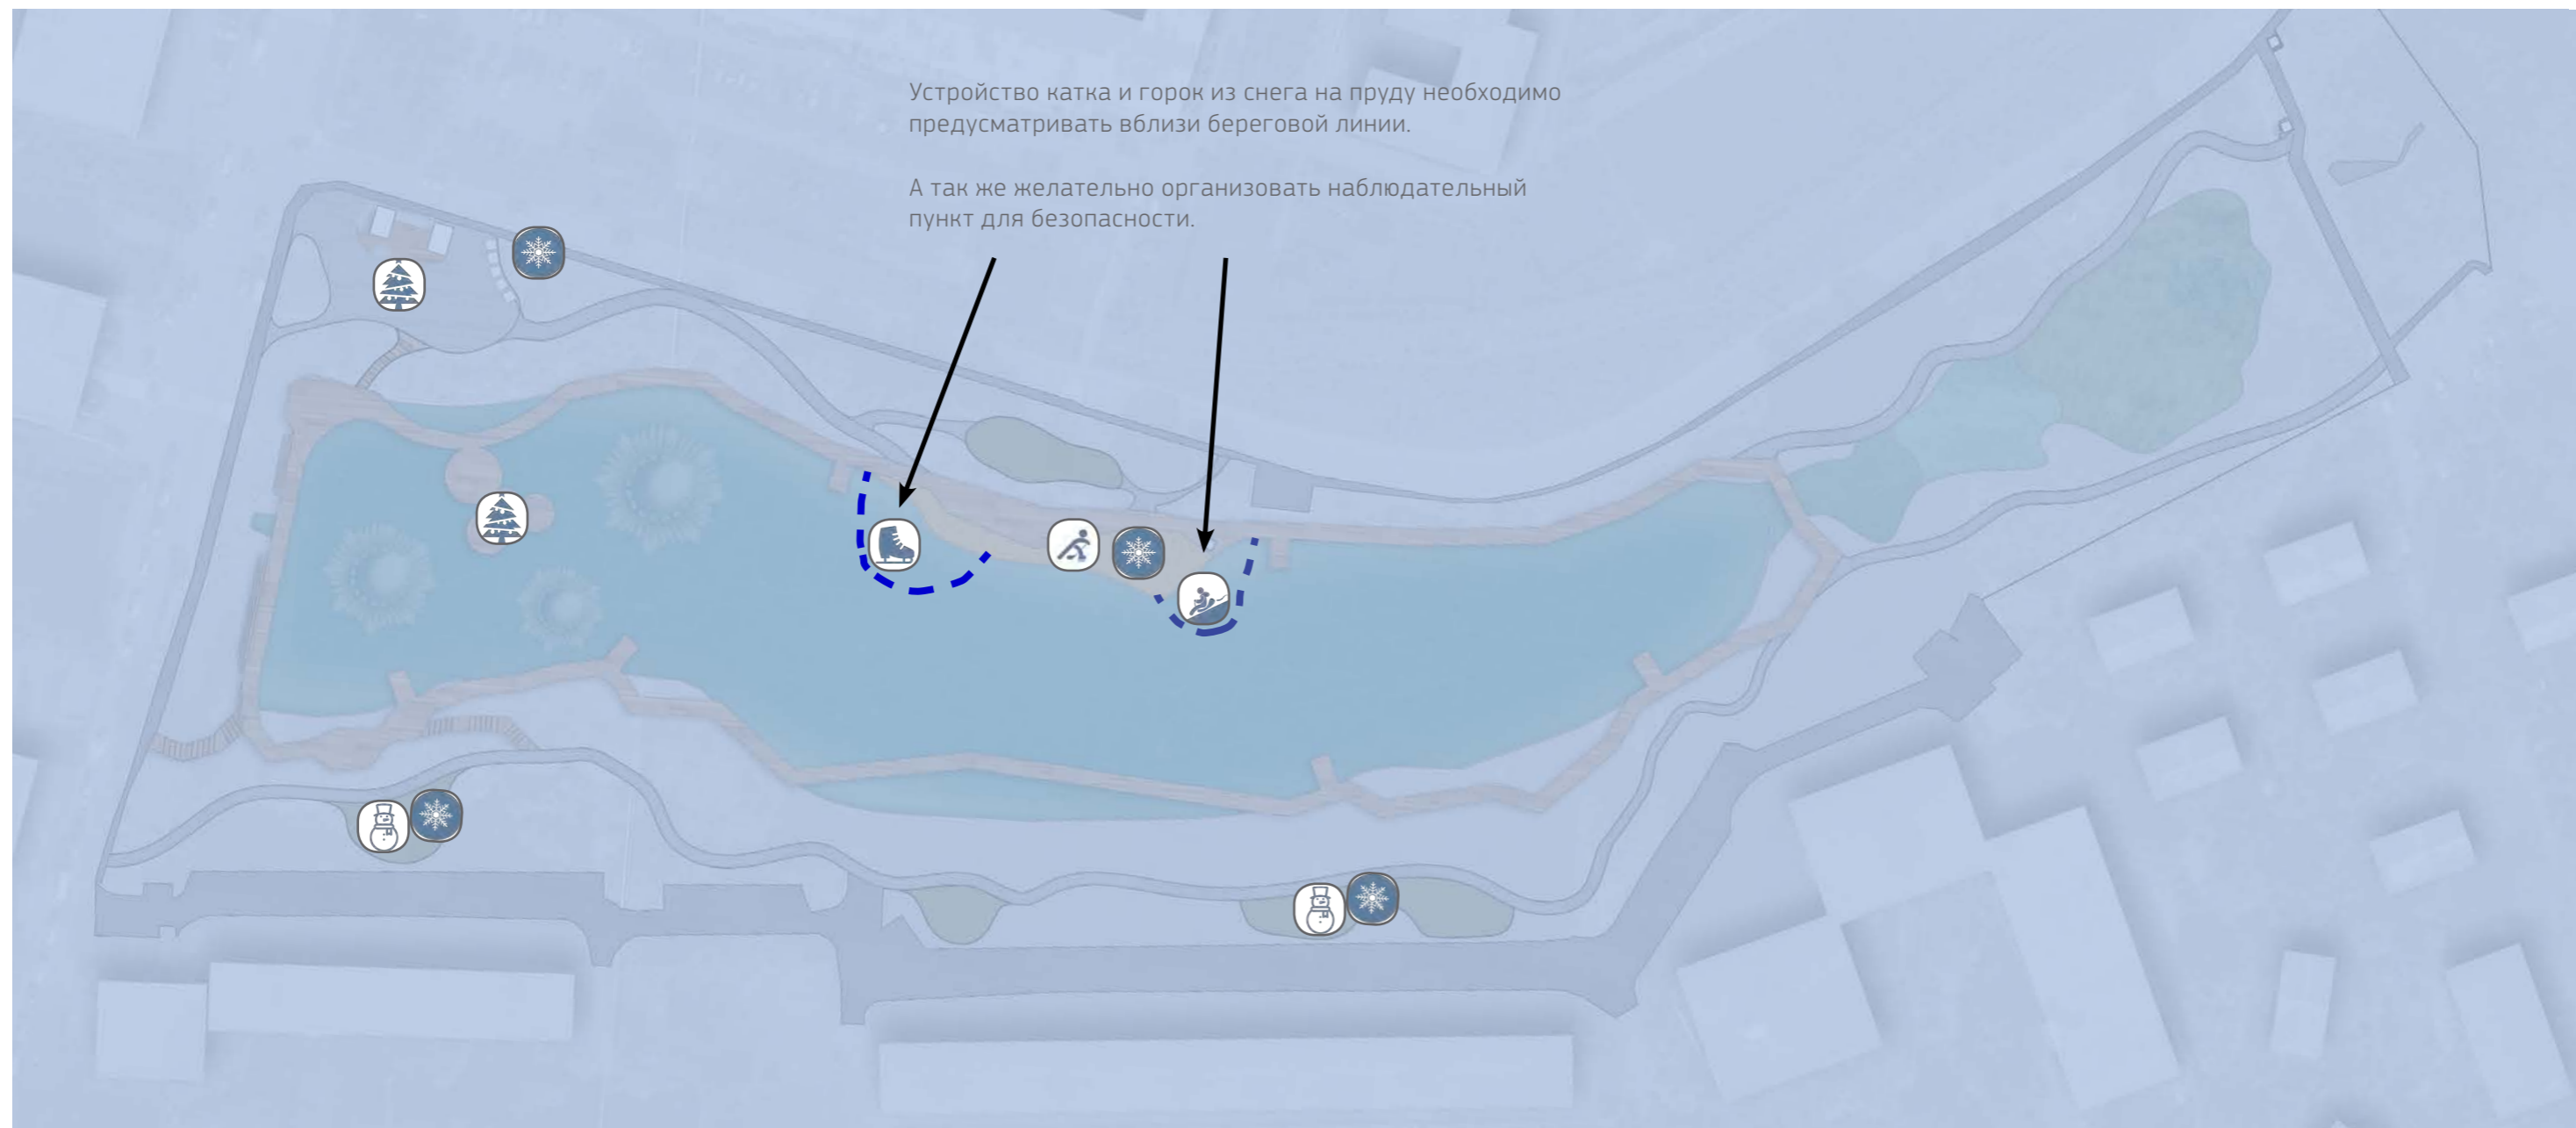 Устройство катка и горок из снега на пруду необходимо
предусматривать вблизи береговой линии.
А так же желательно организовать наблюдательный
пункт для безопасности.